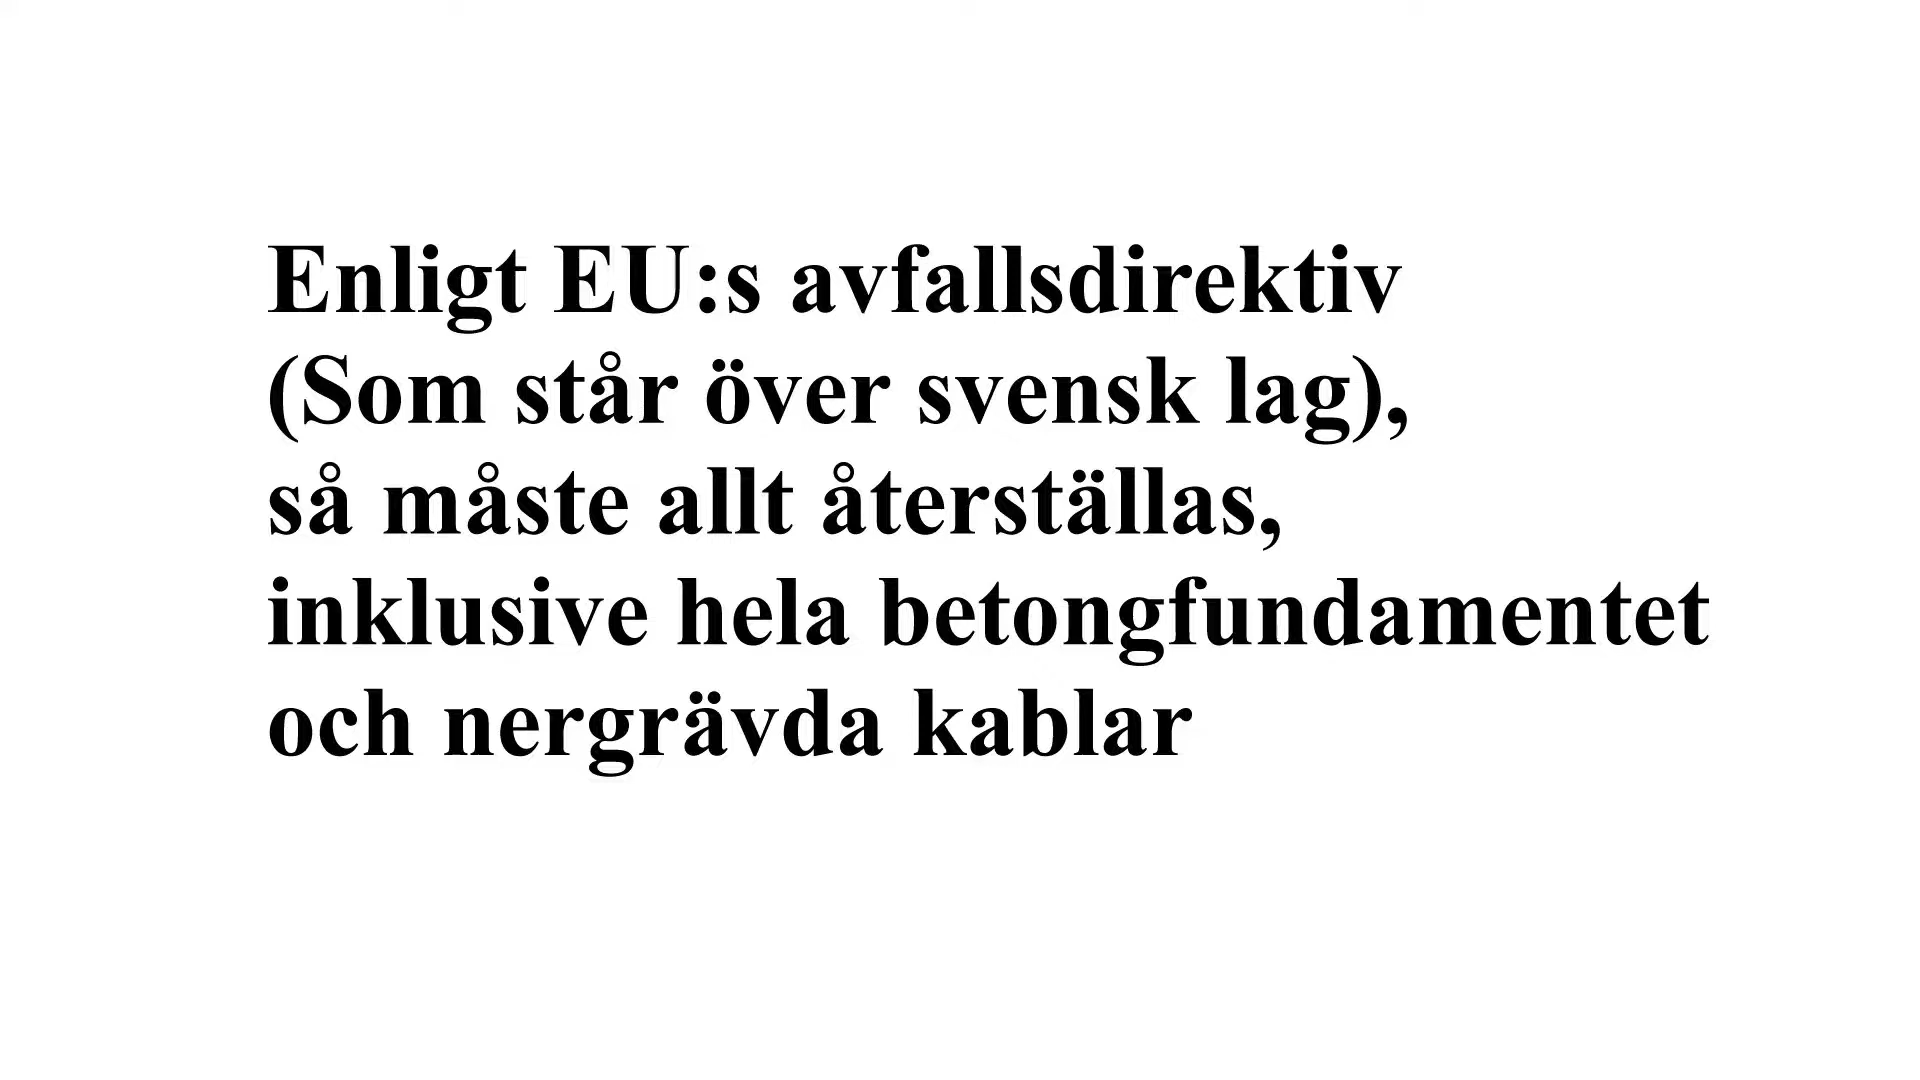 Enligt EU:s avfallsdirektiv
(Som står över svensk lag),
så måste allt återställas,
inklusive hela betongfundamentet
och nergrävda kablar